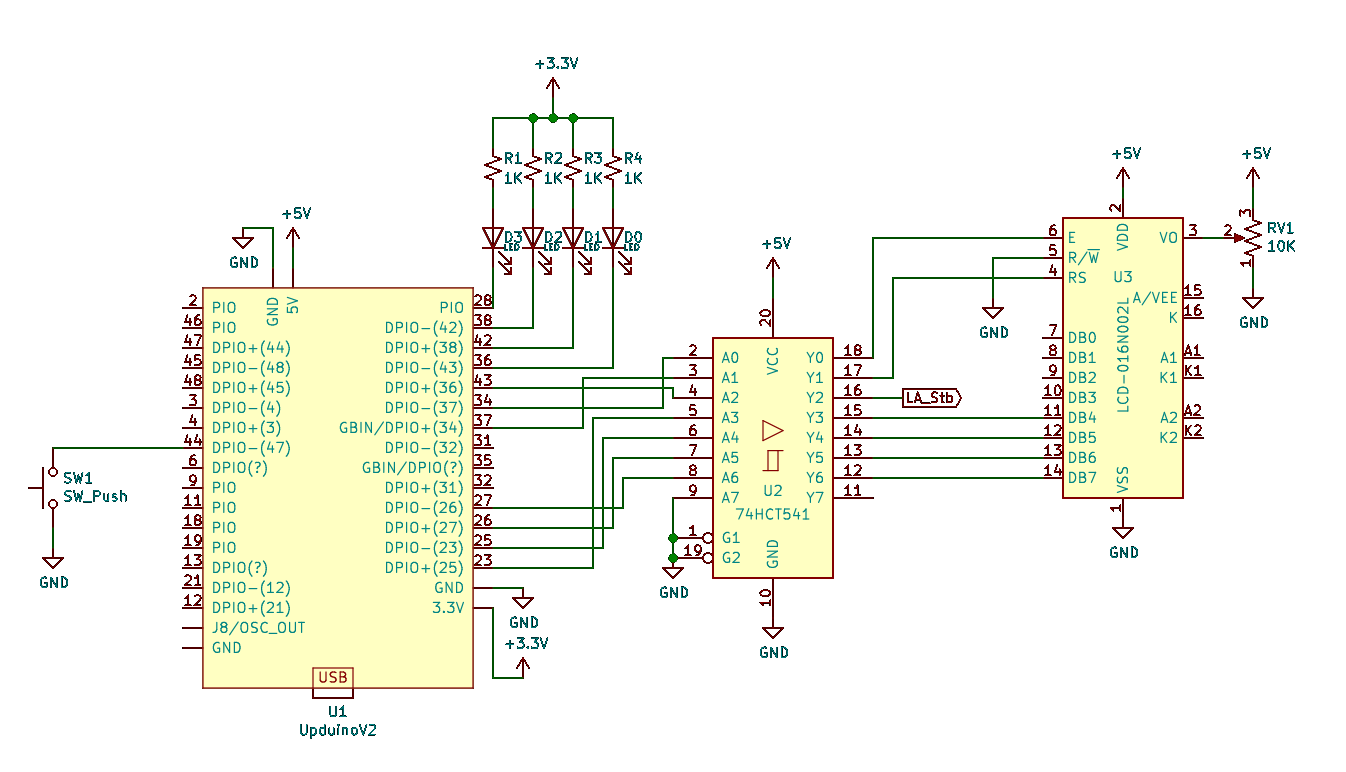 +3.3V
R1 R2 R3 R4
1K 1K 1K 1K
D3 D2 D1 D0
LED LED LED LED
+5V
GND
GND
5V
2 PIO
46 PIO
47 DPIO+(44)
45 DPIO-(48)
48 DPIO+(45)
3 DPIO-(4)
4 DPIO+(3)
44 DPIO-(47)
6 DPIO(?)
9 PIO
11 PIO
18 PIO
19 PIO
13 DPIO(?)
21 DPIO-(12)
12 DPIO+(21)
J8/OSC_OUT
GND
PIO 28
DPIO-(42) 38
DPIO+(38) 42
DPIO-(43) 36
DPIO+(36) 43
DPIO-(37) 34
GBIN/DPIO+(34) 37
DPIO-(32) 31
GBIN/DPIO(?) 35
DPIO+(31) 32
DPIO-(26) 27
DPIO+(27) 26
DPIO-(23) 25
DPIO+(25) 23
GND
3.3V
GND
+3.3V
USB
U1
UpduinoV2
SW1
SW_Push
GND
+5V
20
VCC
2 A0
3 A1
4 A2
5 A3
6 A4
7 A5
8 A6
9 A7
1 G1
19 G2
GND
Y0 18
Y1 17
Y2 16
Y3 15
Y4 14
Y5 13
Y6 12
Y7 11
U2
74HCT541
GND
10
GND
LA_Stb
GND
+5V
2
VDD
6 E
5 R/W
4 RS
7 DB0
8 DB1
9 DB2
10 DB3
11 DB4
12 DB5
13 DB6
14 DB7
U3
LCD-016N002L
VO 3
A/VEE 15
K 16
A1 A1
K1 K1
A2 A2
K2 K2
VSS
1
GND
+5V
3
2
1
RV1
10K
GND